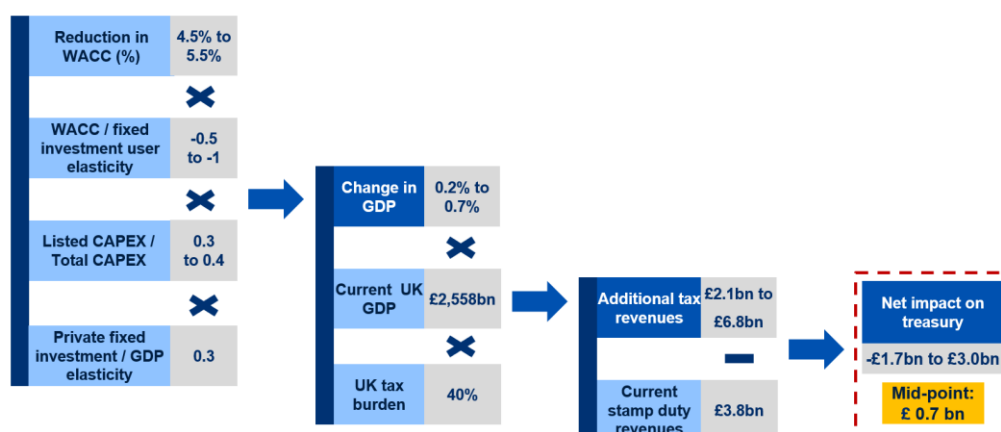 Reduction in
WACC (%)
4.5% to
5.5%
WACC / fixed
investment user
elasticity
-0.5
to -1
Listed CAPEX /
Total CAPEX
0.3
to 0.4
Private fixed
investment / GDP
elasticity
0.3
Change in
GDP
0.2% to
0.7%
Current UK
GDP
£2,558bn
UK tax
burden
40%
Additional tax
revenues
£2.1bn to
£6.8bn
Current
stamp duty
revenues
£3.8bn
Net impact on
treasury
-£1.7bn to £3.0bn
Mid-point:
£ 0.7 bn